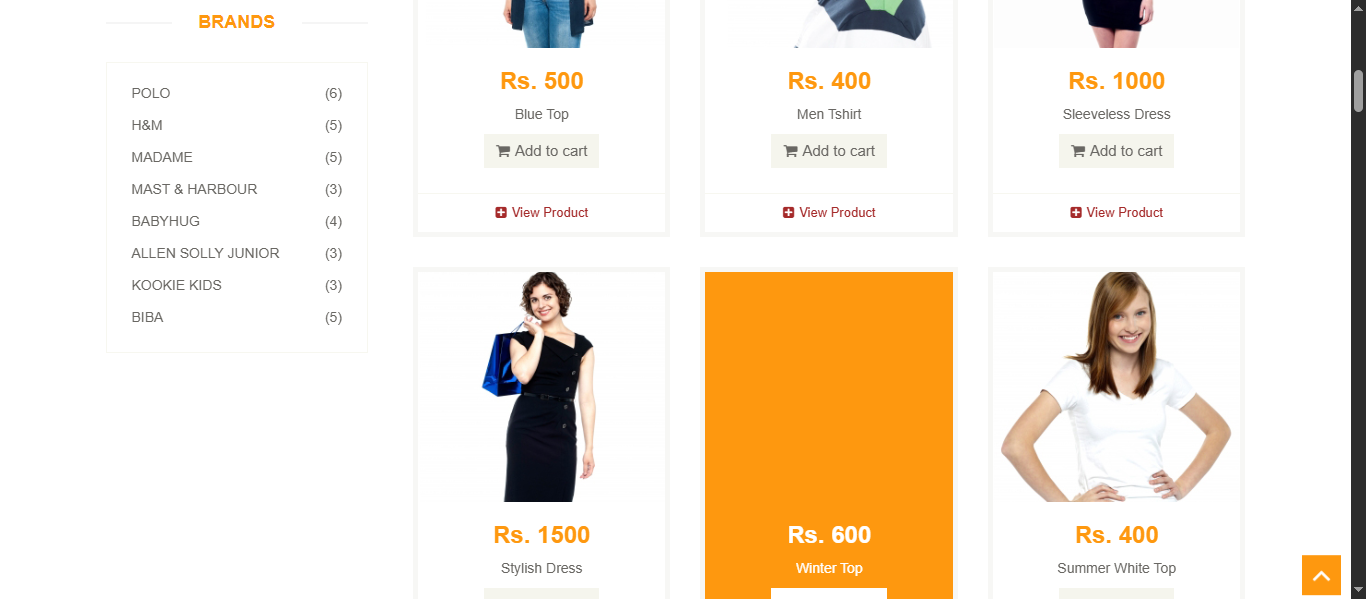 BRANDS
POLO (6)
H&M (5)
MADAME (5)
MAST & HARBOUR (3)
BABYHUG (4)
ALLEN SOLLY JUNIOR (3)
KOOKIE KIDS (3)
BIBA (5)
Rs. 500
Blue Top
Add to cart
View Product
Rs. 400
Men Tshirt
Add to cart
View Product
Rs. 1000
Sleeveless Dress
Add to cart
View Product
Rs. 1500
Stylish Dress
Rs. 600
Winter Top
Rs. 400
Summer White Top